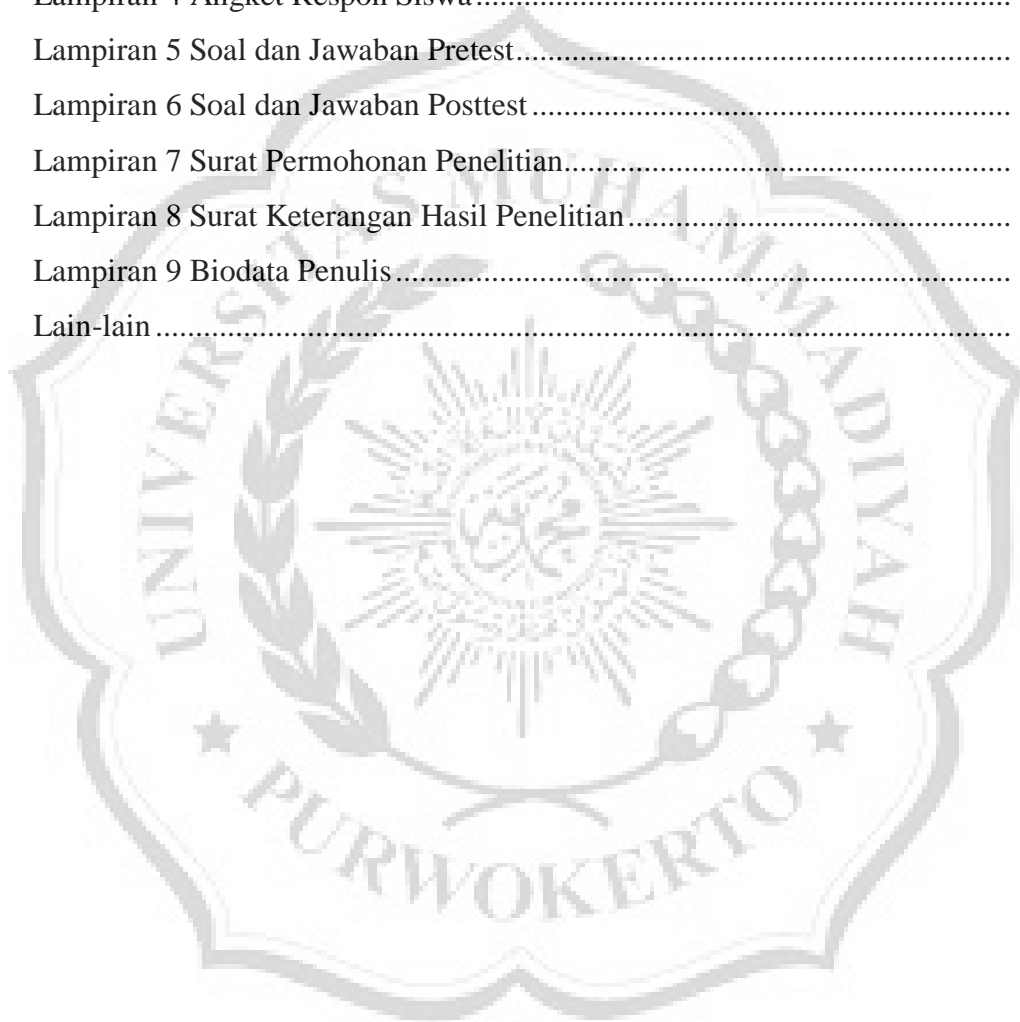 Lampiran 4 Angket Respon Siswa................................................................
Lampiran 5 Soal dan Jawaban Pretest...........................................................
Lampiran 6 Soal dan Jawaban Posttest..........................................................
Lampiran 7 Surat Permohonan Penelitian......................................................
Lampiran 8 Surat Keterangan Hasil Penelitian..............................................
Lampiran 9 Biodata Penulis..........................................................................
Lain-lain........................................................................................................
UNIVERSITAS MUHAMMADIYAH
PURWOKERTO